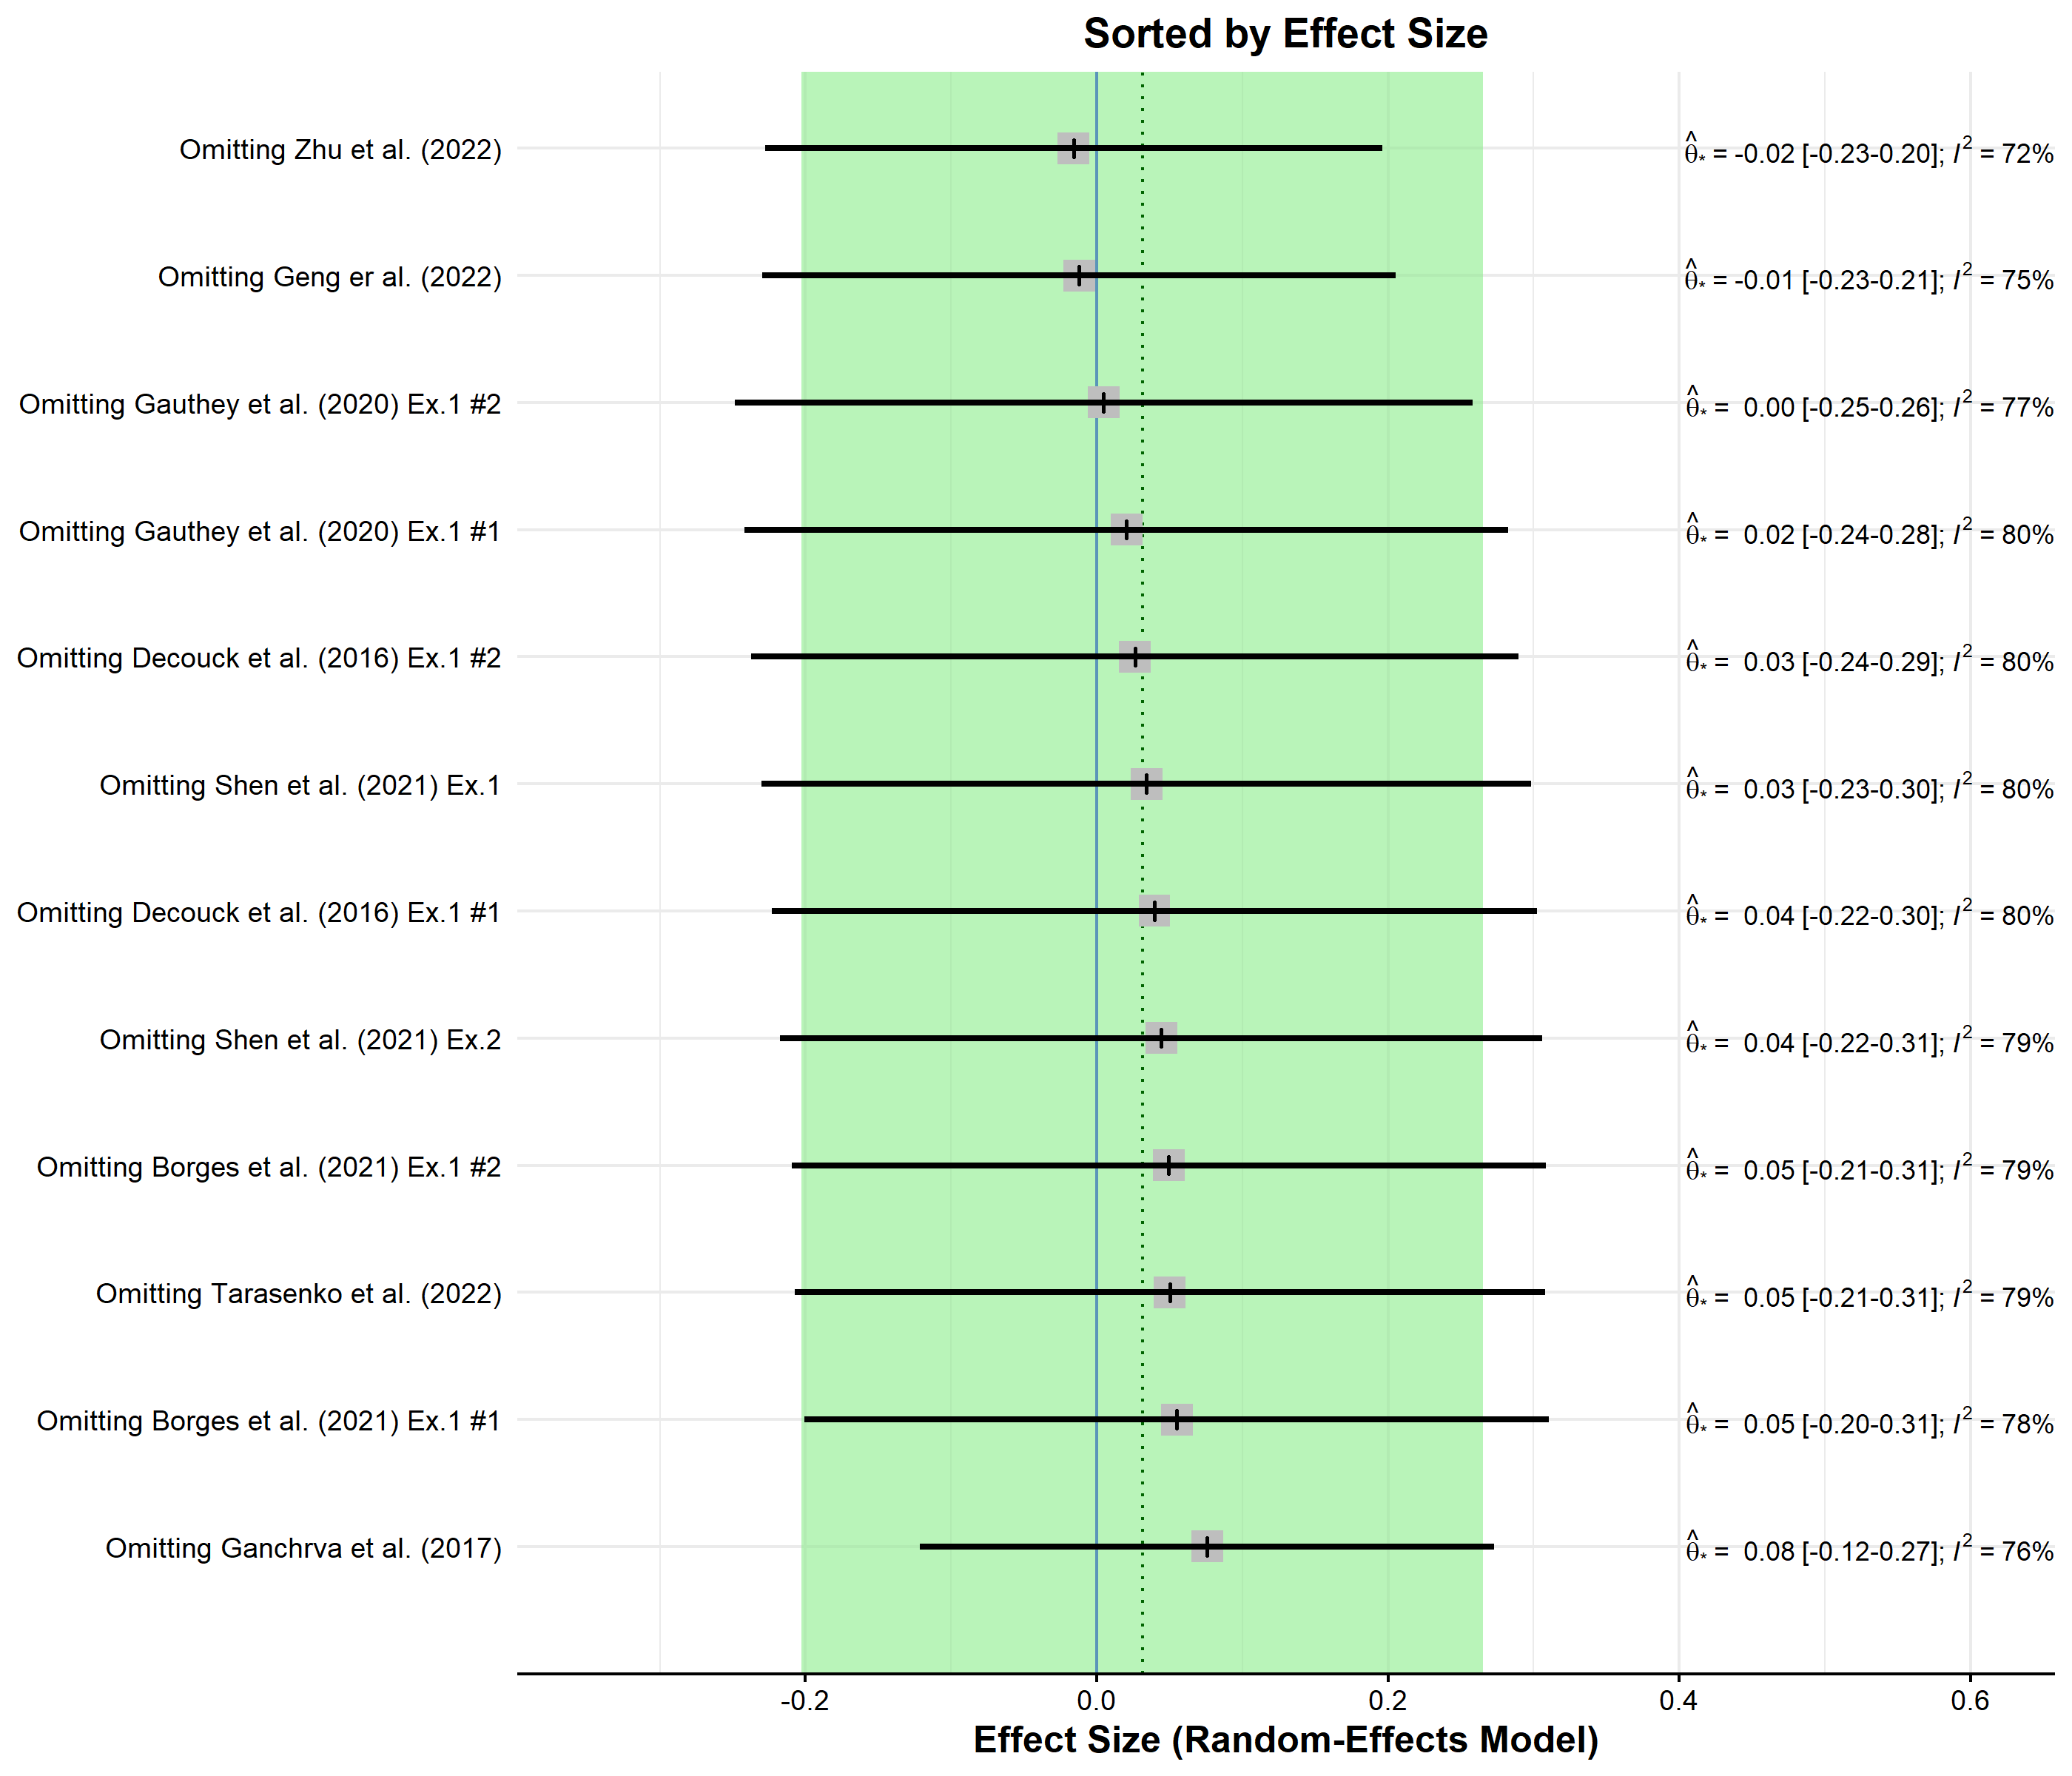 Sorted by Effect Size
Omitting Zhu et al. (2022) θ̂* = -0.02 [-0.23-0.20]; I² = 72%
Omitting Geng er al. (2022) θ̂* = -0.01 [-0.23-0.21]; I² = 75%
Omitting Gauthey et al. (2020) Ex.1 #2 θ̂* = 0.00 [-0.25-0.26]; I² = 77%
Omitting Gauthey et al. (2020) Ex.1 #1 θ̂* = 0.02 [-0.24-0.28]; I² = 80%
Omitting Decouck et al. (2016) Ex.1 #2 θ̂* = 0.03 [-0.24-0.29]; I² = 80%
Omitting Shen et al. (2021) Ex.1 θ̂* = 0.03 [-0.23-0.30]; I² = 80%
Omitting Decouck et al. (2016) Ex.1 #1 θ̂* = 0.04 [-0.22-0.30]; I² = 80%
Omitting Shen et al. (2021) Ex.2 θ̂* = 0.04 [-0.22-0.31]; I² = 79%
Omitting Borges et al. (2021) Ex.1 #2 θ̂* = 0.05 [-0.21-0.31]; I² = 79%
Omitting Tarasenko et al. (2022) θ̂* = 0.05 [-0.21-0.31]; I² = 79%
Omitting Borges et al. (2021) Ex.1 #1 θ̂* = 0.05 [-0.20-0.31]; I² = 78%
Omitting Ganchrva et al. (2017) θ̂* = 0.08 [-0.12-0.27]; I² = 76%
-0.2 0.0 0.2 0.4 0.6
Effect Size (Random-Effects Model)